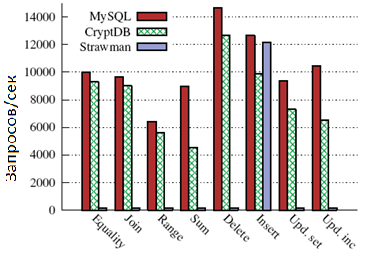 Запросов/сек
14000
12000
10000
8000
6000
4000
2000
0
MySQL
CryptDB
Strawman
Equality
Join
Range
Sum
Delete
Insert
Upd. set
Upd. inc